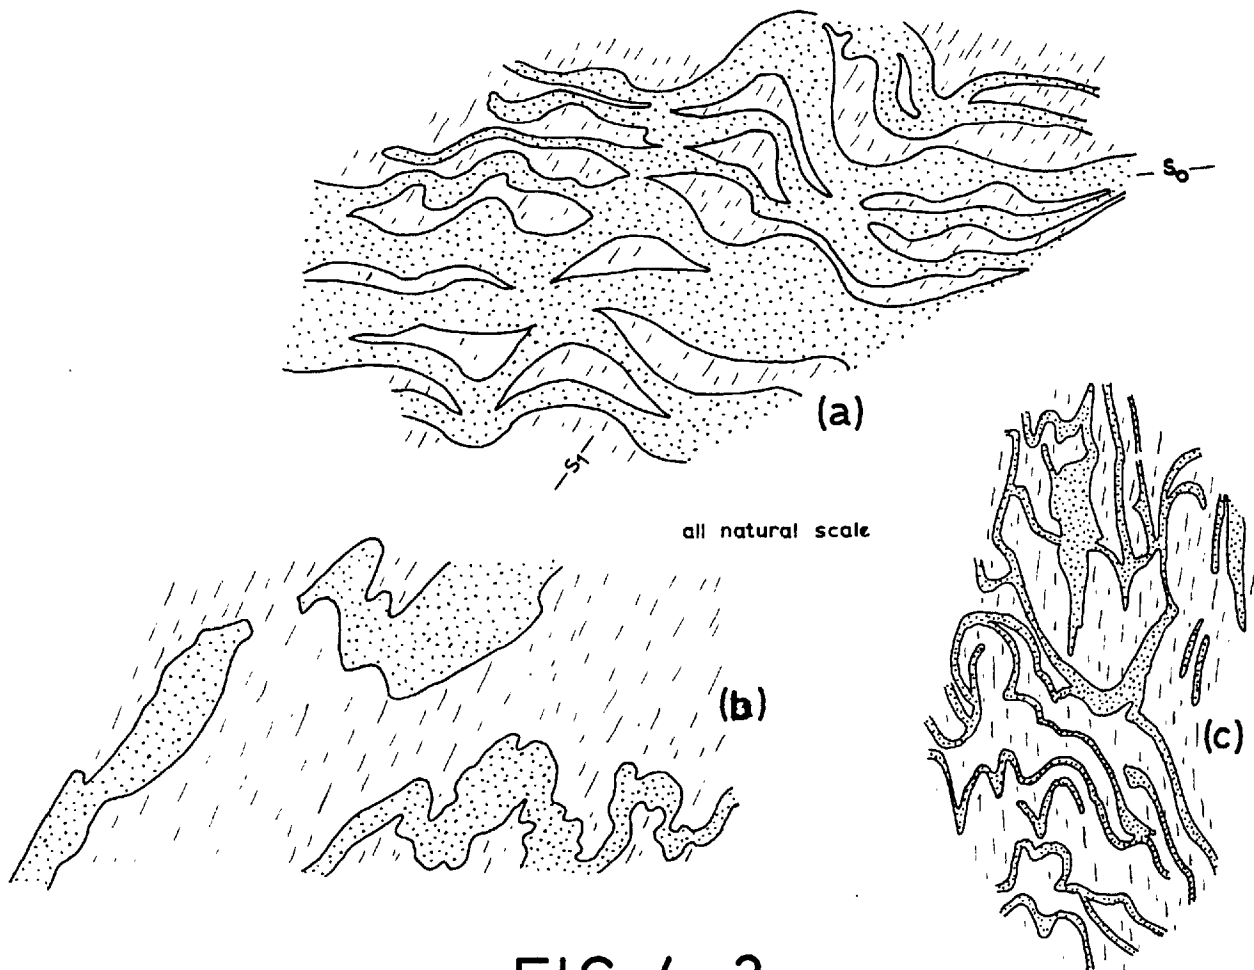 — S₀ —
(a)
— S₁ —
all natural scale
(b)
(c)